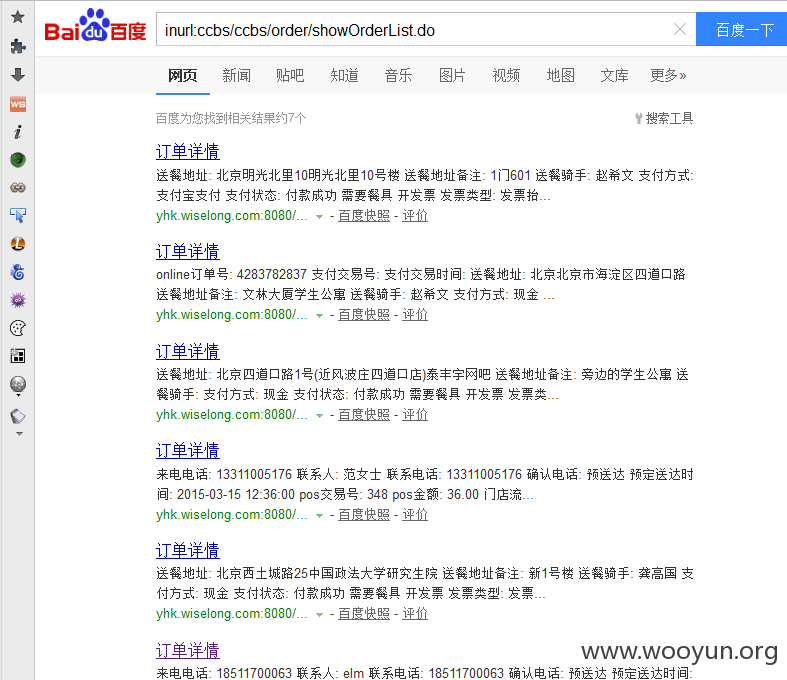 Bai du 百度
inurl:ccbs/ccbs/order/showOrderList.do
百度一下
网页 新闻 贴吧 知道 音乐 图片 视频 地图 文库 更多»
百度为您找到相关结果约7个 搜索工具
订单详情
送餐地址: 北京明光北里10明光北里10号楼 送餐地址备注: 1门601 送餐骑手: 赵希文 支付方式:
支付宝支付 支付状态: 付款成功 需要餐具 开发票 发票类型: 发票抬...
yhk.wiselong.com:8080/... - 百度快照 - 评价
订单详情
online订单号: 4283782837 支付交易号: 支付交易时间: 送餐地址: 北京北京市海淀区四道口路
送餐地址备注: 文林大厦学生公寓 送餐骑手: 赵希文 支付方式: 现金 ...
yhk.wiselong.com:8080/... - 百度快照 - 评价
订单详情
送餐地址: 北京四道口路1号(近风波庄四道口店)泰丰宇网吧 送餐地址备注: 旁边的学生公寓 送
餐骑手: 支付方式: 现金 支付状态: 付款成功 需要餐具 开发票 发票类...
yhk.wiselong.com:8080/... - 百度快照 - 评价
订单详情
来电电话: 13311005176 联系人: 范女士 联系电话: 13311005176 确认电话: 预送达 预定送达时
间: 2015-03-15 12:36:00 pos交易号: 348 pos金额: 36.00 门店流...
yhk.wiselong.com:8080/... - 百度快照 - 评价
订单详情
送餐地址: 北京西土城路25中国政法大学研究生院 送餐地址备注: 新1号楼 送餐骑手: 龚高国 支
付方式: 现金 支付状态: 付款成功 需要餐具 开发票 发票类型: 发票...
yhk.wiselong.com:8080/... - 百度快照 - 评价
订单详情
来电电话: 18511700063 联系人: elm 联系电话: 18511700063 确认电话: 预送达 预定送达时间:
www.wooyun.org
WS